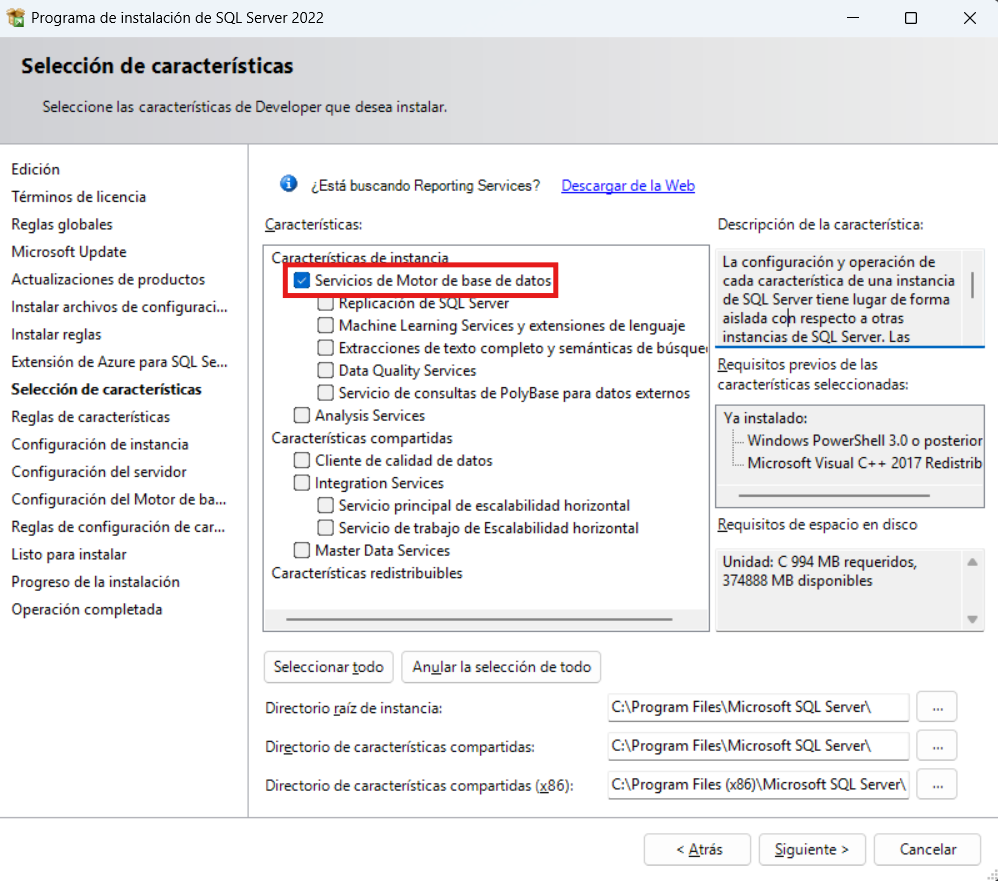 Programa de instalación de SQL Server 2022
Selección de características
Seleccione las características de Developer que desea instalar.
Edición
Términos de licencia
Reglas globales
Microsoft Update
Actualizaciones de productos
Instalar archivos de configuraci...
Instalar reglas
Extensión de Azure para SQL Se...
Selección de características
Reglas de características
Configuración de instancia
Configuración del servidor
Configuración del Motor de ba...
Reglas de configuración de car...
Listo para instalar
Progreso de la instalación
Operación completada
¿Está buscando Reporting Services? Descargar de la Web
Características:
Características de instancia
Servicios de Motor de base de datos
Replicación de SQL Server
Machine Learning Services y extensiones de lenguaje
Extracciones de texto completo y semánticas de búsque
Data Quality Services
Servicio de consultas de PolyBase para datos externos
Analysis Services
Características compartidas
Cliente de calidad de datos
Integration Services
Servicio principal de escalabilidad horizontal
Servicio de trabajo de Escalabilidad horizontal
Master Data Services
Características redistribuibles
Descripción de la característica:
La configuración y operación de
cada característica de una instancia
de SQL Server tiene lugar de forma
aislada con respecto a otras
instancias de SQL Server. Las
Requisitos previos de las
características seleccionadas:
Ya instalado:
Windows PowerShell 3.0 o posterior
Microsoft Visual C++ 2017 Redistrib
Requisitos de espacio en disco
Unidad: C 994 MB requeridos,
374888 MB disponibles
Seleccionar todo Anular la selección de todo
Directorio raíz de instancia: C:\Program Files\Microsoft SQL Server\ ...
Directorio de características compartidas: C:\Program Files\Microsoft SQL Server\ ...
Directorio de características compartidas (x86): C:\Program Files (x86)\Microsoft SQL Server\ ...
< Atrás Siguiente > Cancelar